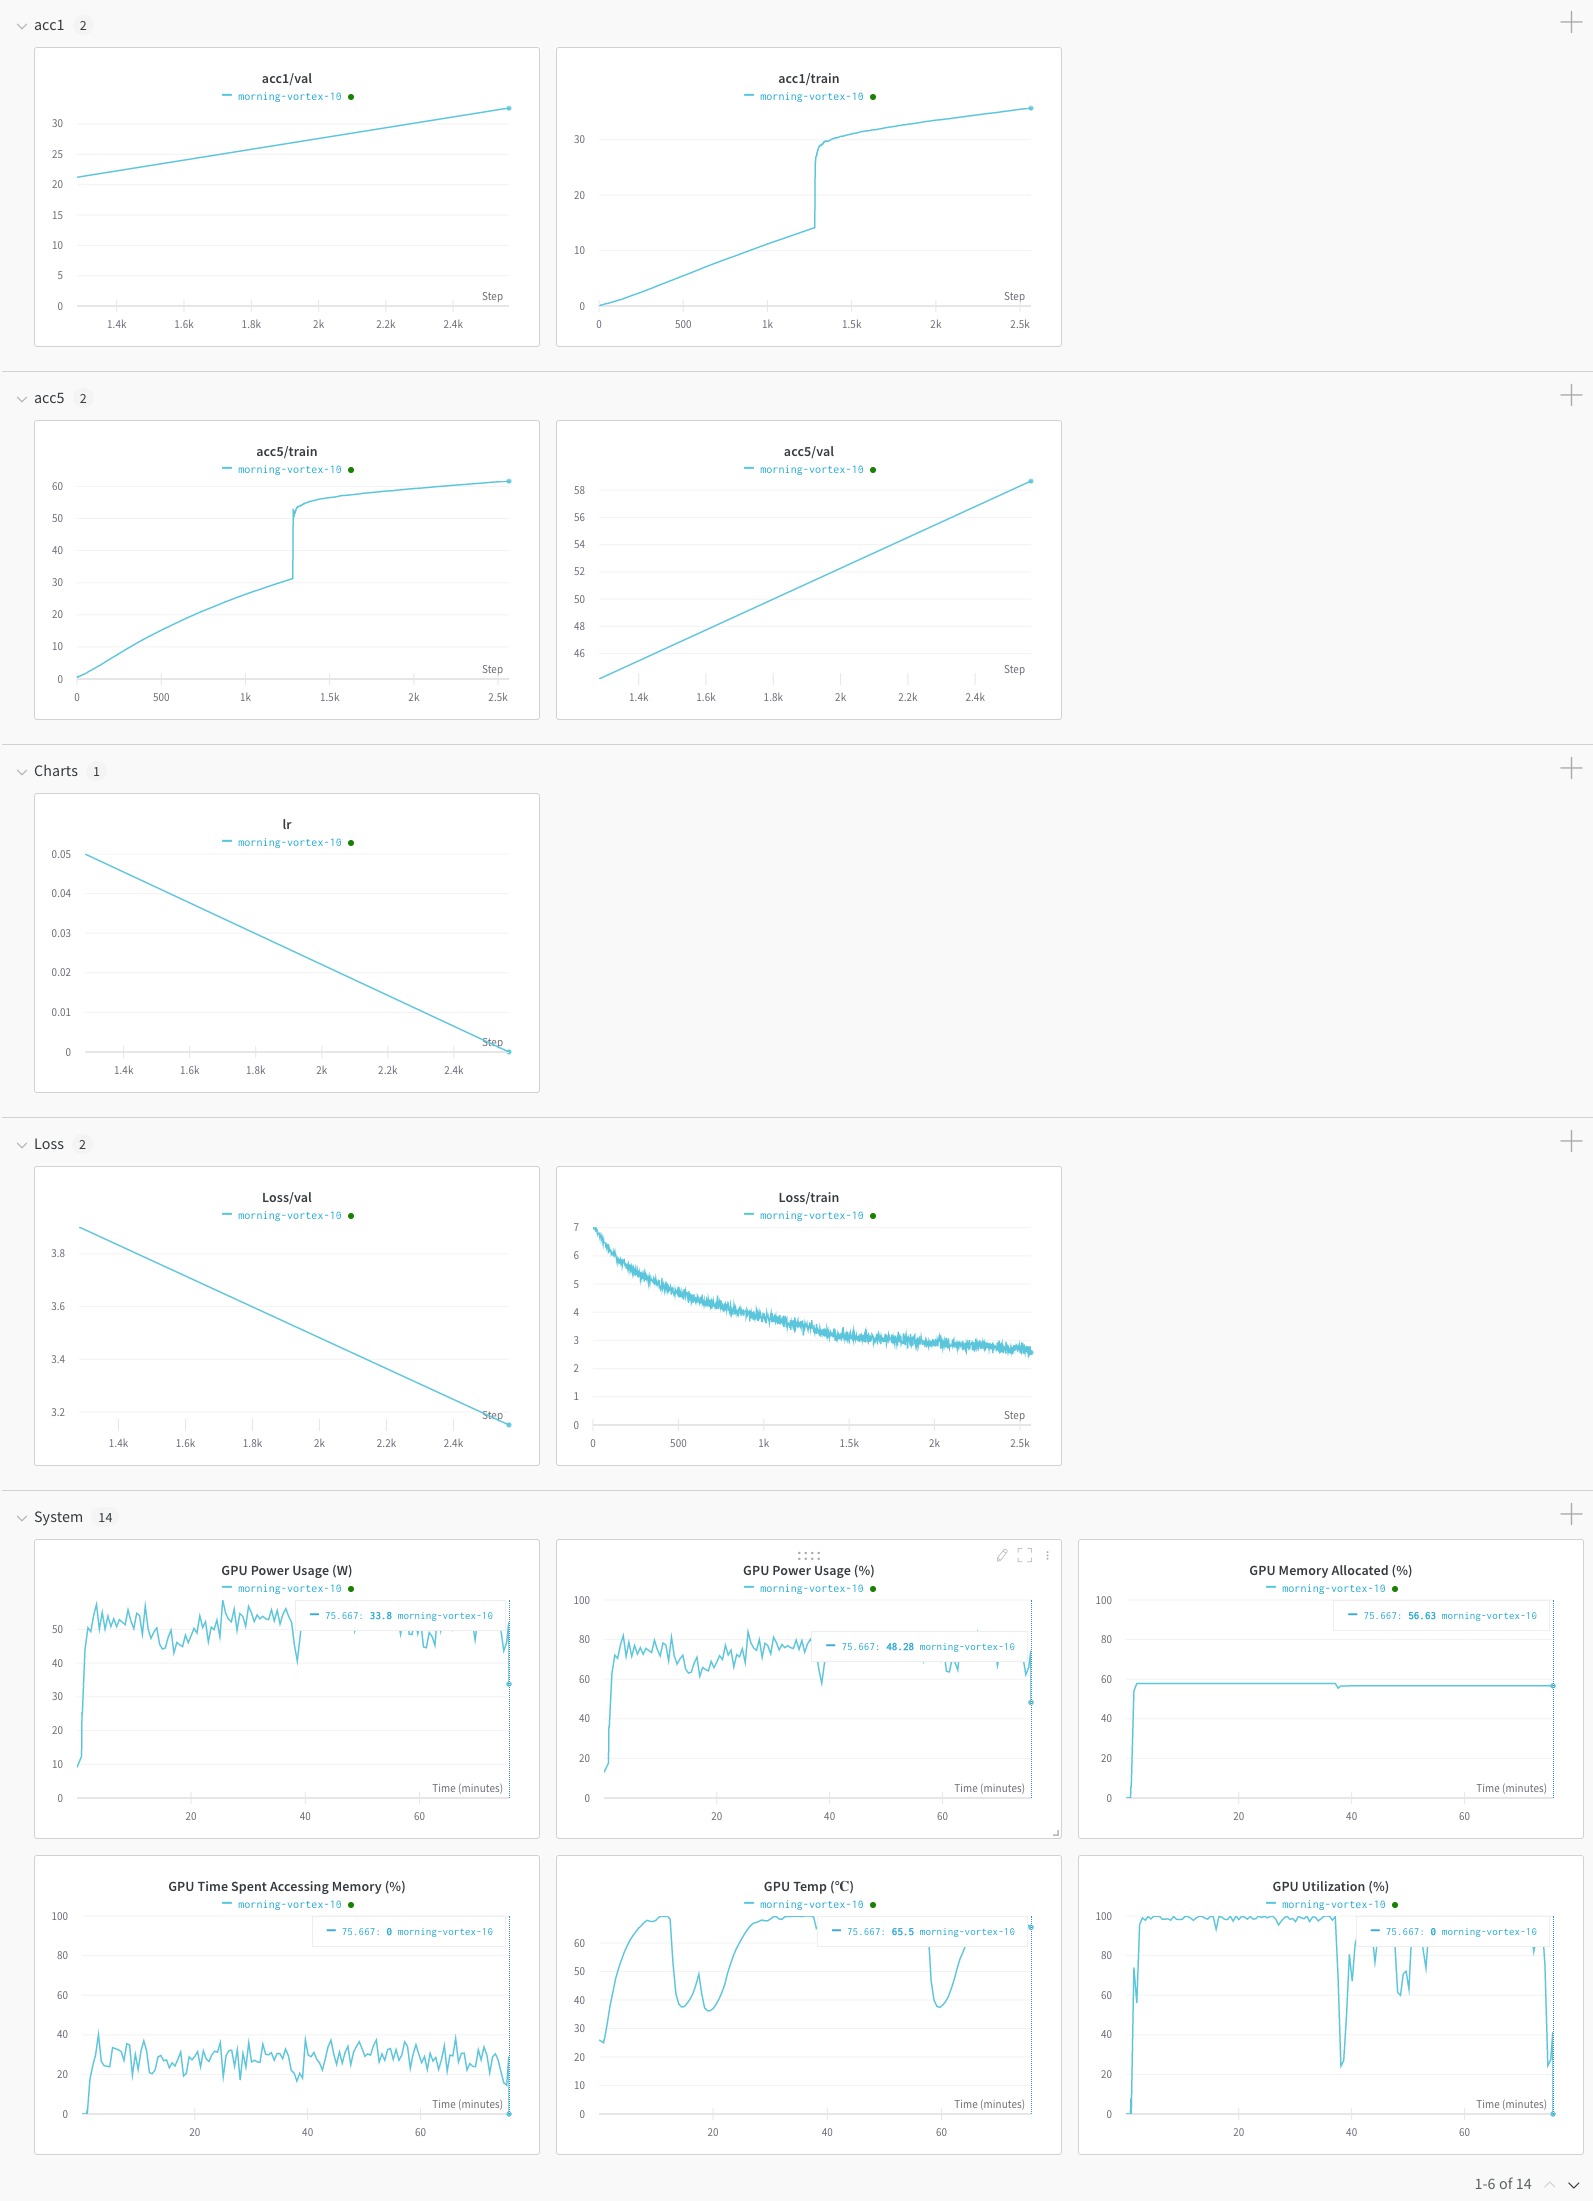 acc1 2
acc1/val
morning-vortex-10
30
25
20
15
10
5
0
Step
1.4k 1.6k 1.8k 2k 2.2k 2.4k
acc1/train
morning-vortex-10
30
20
10
0
Step
0 500 1k 1.5k 2k 2.5k
acc5 2
acc5/train
morning-vortex-10
60
50
40
30
20
10
0
Step
0 500 1k 1.5k 2k 2.5k
acc5/val
morning-vortex-10
58
56
54
52
50
48
46
Step
1.4k 1.6k 1.8k 2k 2.2k 2.4k
Charts 1
lr
morning-vortex-10
0.05
0.04
0.03
0.02
0.01
0
Step
1.4k 1.6k 1.8k 2k 2.2k 2.4k
Loss 2
Loss/val
morning-vortex-10
3.8
3.6
3.4
3.2
Step
1.4k 1.6k 1.8k 2k 2.2k 2.4k
Loss/train
morning-vortex-10
7
6
5
4
3
2
1
0
Step
0 500 1k 1.5k 2k 2.5k
System 14
GPU Power Usage (W)
morning-vortex-10
75.667: 33.8 morning-vortex-10
50
40
30
20
10
0
Time (minutes)
20 40 60
GPU Power Usage (%)
morning-vortex-10
100
80
75.667: 48.28 morning-vortex-10
60
40
20
0
Time (minutes)
20 40 60
GPU Memory Allocated (%)
morning-vortex-10
100
75.667: 56.63 morning-vortex-10
80
60
40
20
0
Time (minutes)
20 40 60
GPU Time Spent Accessing Memory (%)
morning-vortex-10
100
75.667: 0 morning-vortex-10
80
60
40
20
0
Time (minutes)
20 40 60
GPU Temp (℃)
morning-vortex-10
75.667: 65.5 morning-vortex-10
60
50
40
30
20
10
0
Time (minutes)
20 40 60
GPU Utilization (%)
morning-vortex-10
100
75.667: 0 morning-vortex-10
80
60
40
20
0
Time (minutes)
20 40 60
1-6 of 14